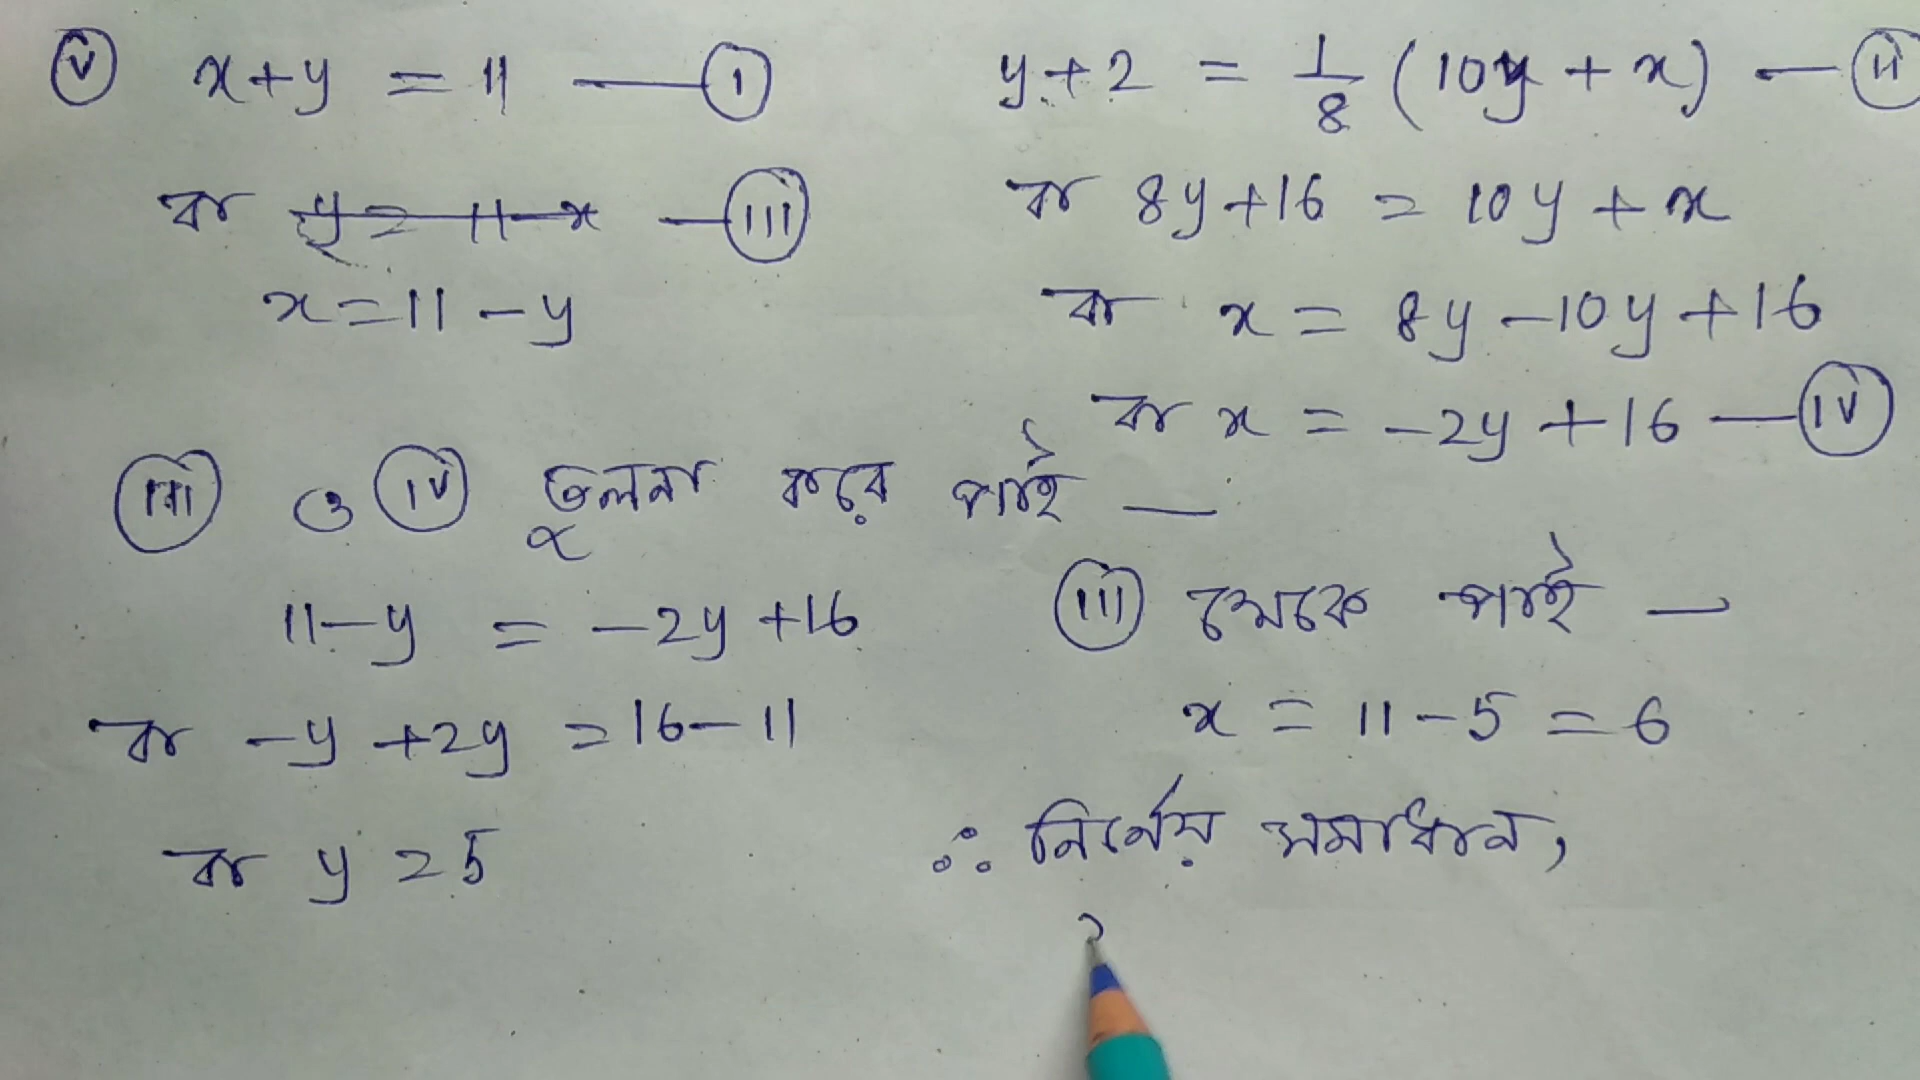 (v) x+y = 11 — (i)
বা y = 11-x — (iii)
x = 11 - y
y+2 = 1/8 (10y + x) — (ii)
বা 8y+16 = 10y + x
বা x = 8y - 10y + 16
বা x = -2y + 16 — (iv)
(iii) ও (iv) তুলনা করে পাই —
11-y = -2y +16
বা -y +2y = 16-11
বা y = 5
(iii) থেকে পাই —
x = 11 - 5 = 6
∴ নির্ণেয় সমাধান,